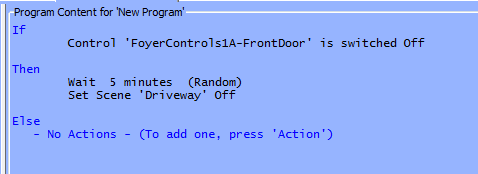 Program Content for 'New Program'
If
Control 'FoyerControls1A-FrontDoor' is switched Off
Then
Wait 5 minutes (Random)
Set Scene 'Driveway' Off
Else
- No Actions - (To add one, press 'Action')